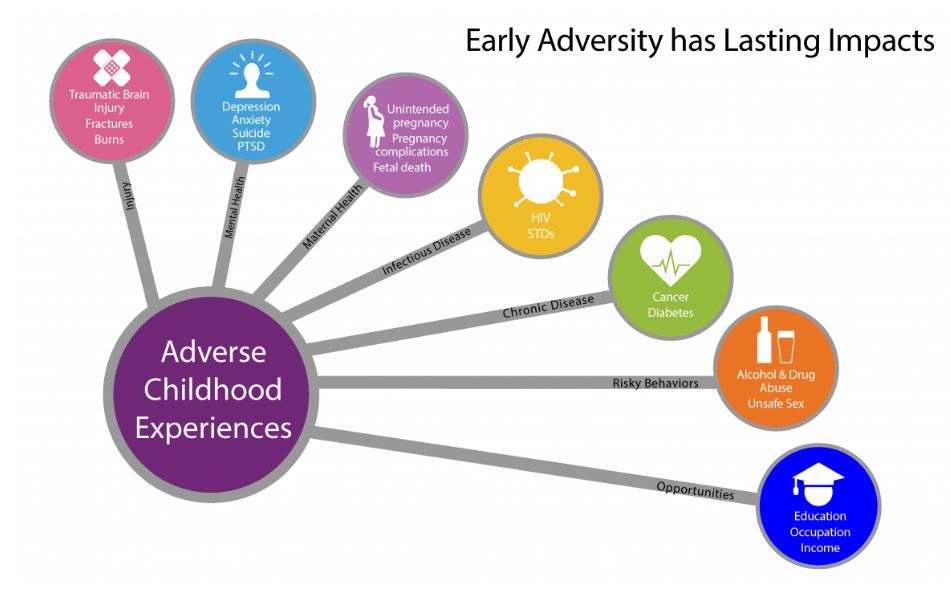 Early Adversity has Lasting Impacts
Traumatic Brain
Injury
Fractures
Burns
Injury
Depression
Anxiety
Suicide
PTSD
Mental Health
Unintended
pregnancy
Pregnancy
complications
Fetal death
Maternal Health
HIV
STDs
Infectious Disease
Cancer
Diabetes
Chronic Disease
Alcohol & Drug
Abuse
Unsafe Sex
Risky Behaviors
Education
Occupation
Income
Opportunities
Adverse
Childhood
Experiences